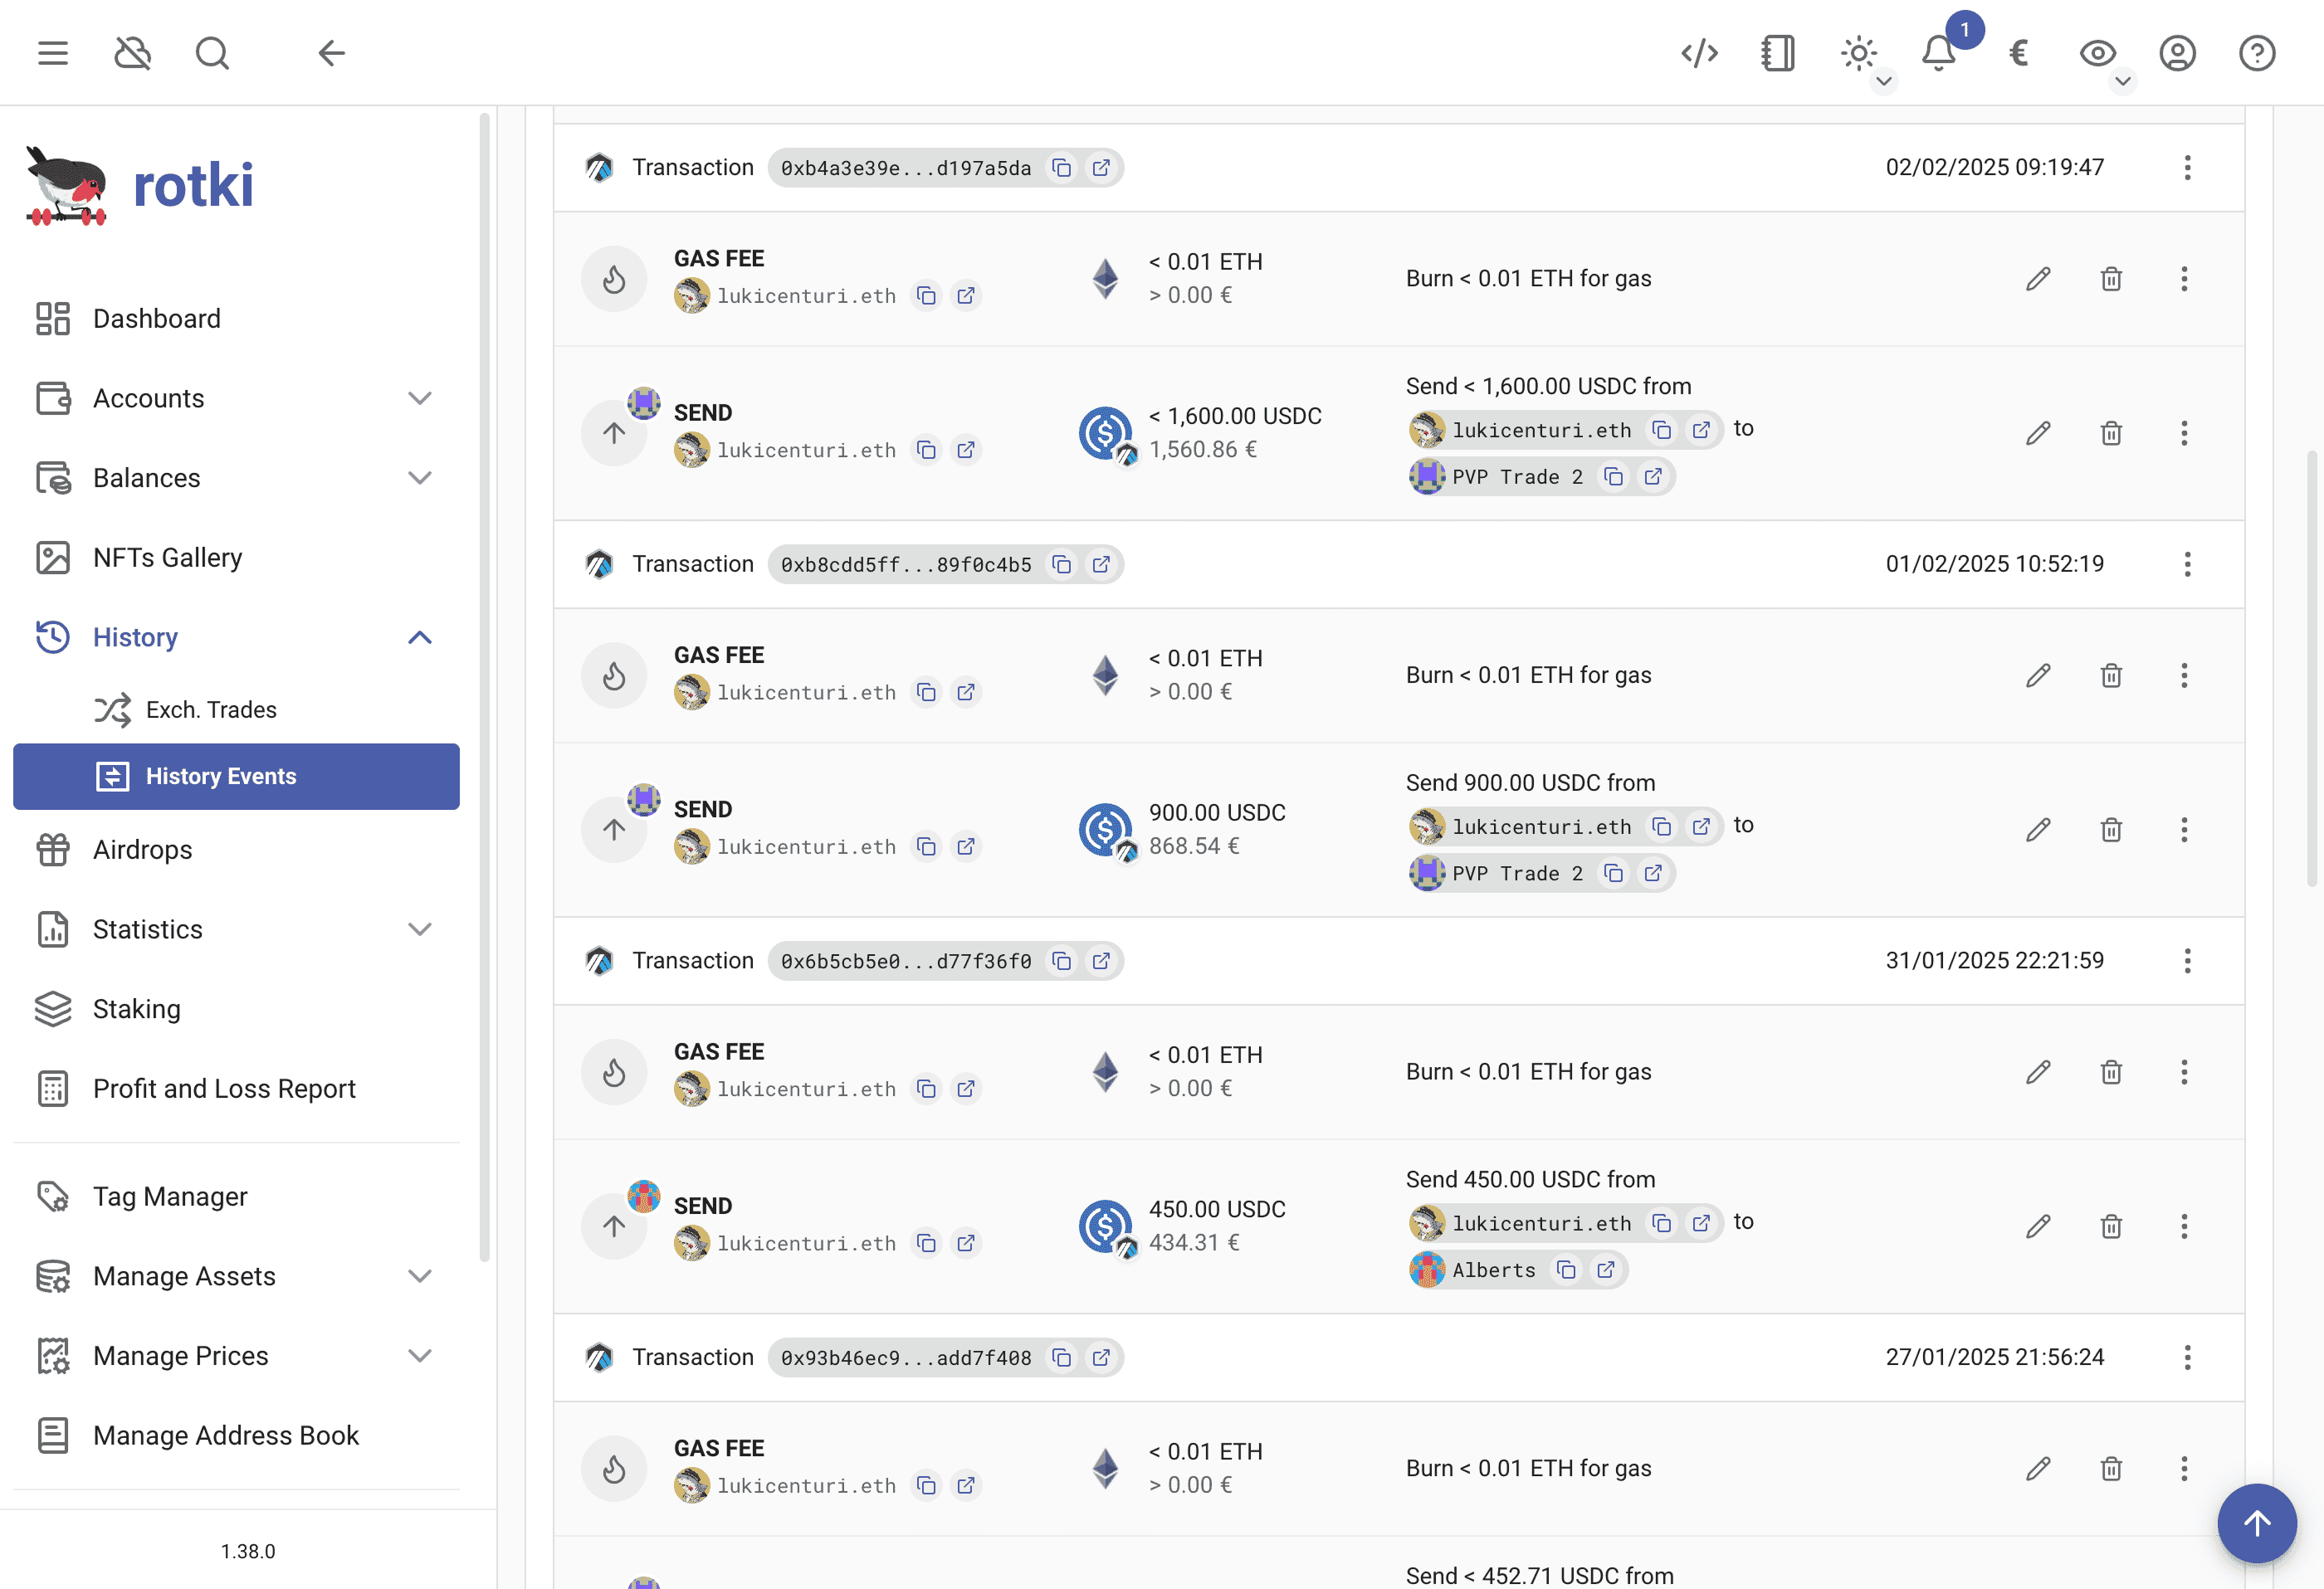 1
€
rotki
Dashboard
Accounts
Balances
NFTs Gallery
History
Exch. Trades
History Events
Airdrops
Statistics
Staking
Profit and Loss Report
Tag Manager
Manage Assets
Manage Prices
Manage Address Book
1.38.0
Transaction 0xb4a3e39e...d197a5da 02/02/2025 09:19:47
GAS FEE
lukicenturi.eth
< 0.01 ETH
> 0.00 €
Burn < 0.01 ETH for gas
SEND
lukicenturi.eth
< 1,600.00 USDC
1,560.86 €
Send < 1,600.00 USDC from
lukicenturi.eth to
PVP Trade 2
Transaction 0xb8cdd5ff...89f0c4b5 01/02/2025 10:52:19
GAS FEE
lukicenturi.eth
< 0.01 ETH
> 0.00 €
Burn < 0.01 ETH for gas
SEND
lukicenturi.eth
900.00 USDC
868.54 €
Send 900.00 USDC from
lukicenturi.eth to
PVP Trade 2
Transaction 0x6b5cb5e0...d77f36f0 31/01/2025 22:21:59
GAS FEE
lukicenturi.eth
< 0.01 ETH
> 0.00 €
Burn < 0.01 ETH for gas
SEND
lukicenturi.eth
450.00 USDC
434.31 €
Send 450.00 USDC from
lukicenturi.eth to
Alberts
Transaction 0x93b46ec9...add7f408 27/01/2025 21:56:24
GAS FEE
lukicenturi.eth
< 0.01 ETH
> 0.00 €
Burn < 0.01 ETH for gas
Send < 452.71 USDC from